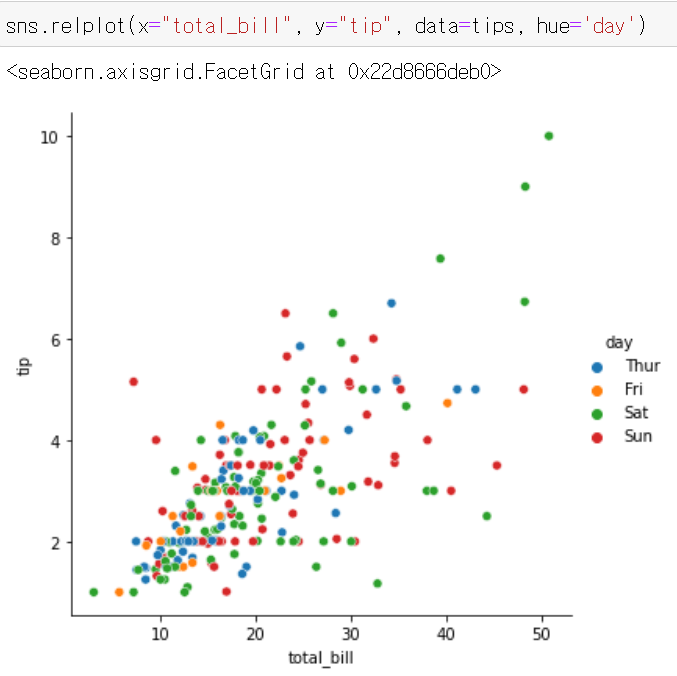 sns.relplot(x="total_bill", y="tip", data=tips, hue='day')
<seaborn.axisgrid.FacetGrid at 0x22d8666deb0>
10
8
6
4
2
tip
10 20 30 40 50
total_bill
day
Thur
Fri
Sat
Sun